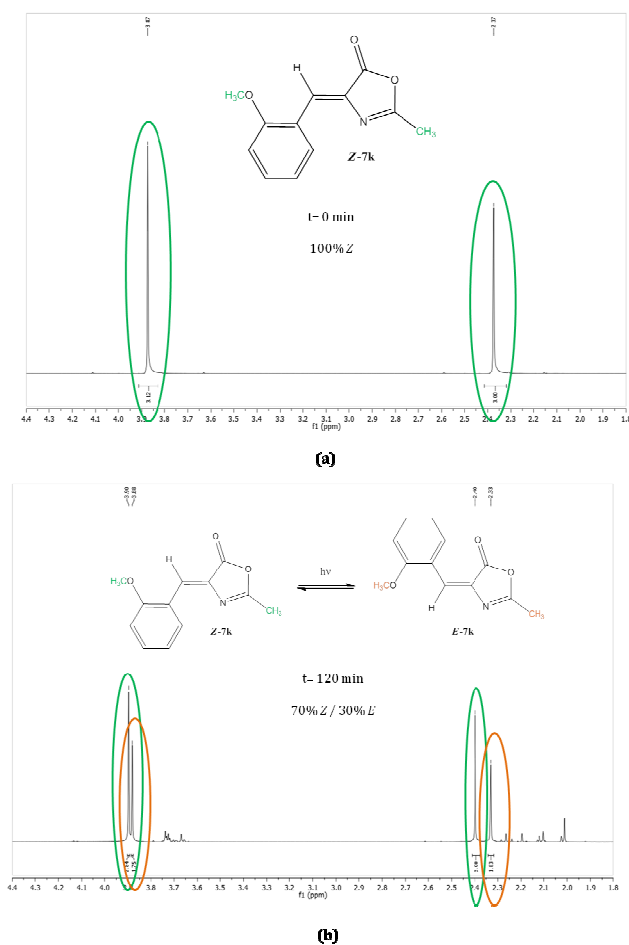 3.87
2.37
O
H
O
H₃CO
N
CH₃
Z-7k
t= 0 min
100%Z
3.00
4.4 4.3 4.2 4.1 4.0 3.9 3.8 3.7 3.6 3.5 3.4 3.3 3.2 3.1 3.0 2.9 2.8 2.7 2.6 2.5 2.4 2.3 2.2 2.1 2.0 1.9 1.8
f1 (ppm)
(a)
3.90
3.88
2.40
2.33
O O
H hν O
O H₃CO
H₃CO N
N CH₃ H CH₃
Z-7k E-7k
t= 120 min
70%Z / 30%E
4.4 4.3 4.2 4.1 4.0 3.9 3.8 3.7 3.6 3.5 3.4 3.3 3.2 3.1 3.0 2.9 2.8 2.7 2.6 2.5 2.4 2.3 2.2 2.1 2.0 1.9 1.8
f1 (ppm)
(b)